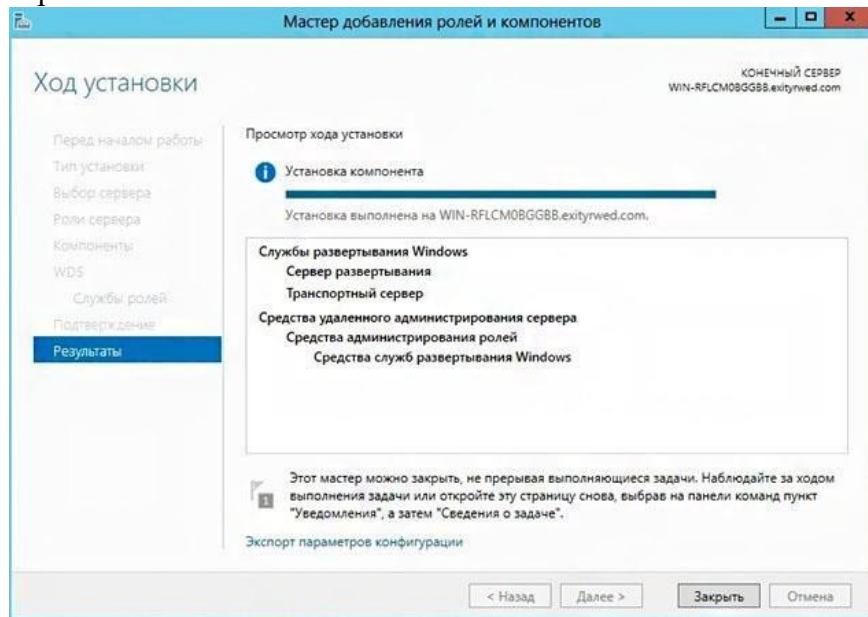 Мастер добавления ролей и компонентов
Ход установки
КОНЕЧНЫЙ СЕРВЕР
WIN-RFLCM0BGGBB.exityrwed.com
Перед началом работы
Тип установки
Выбор сервера
Роли сервера
Компоненты
WDS
Службы ролей
Подтверждение
Результаты
Просмотр хода установки
Установка компонента
Установка выполнена на WIN-RFLCM0BGGBB.exityrwed.com.
Службы развертывания Windows
Сервер развертывания
Транспортный сервер
Средства удаленного администрирования сервера
Средства администрирования ролей
Средства служб развертывания Windows
1
Этот мастер можно закрыть, не прерывая выполняющиеся задачи. Наблюдайте за ходом
выполнения задачи или откройте эту страницу снова, выбрав на панели команд пункт
"Уведомления", а затем "Сведения о задаче".
Экспорт параметров конфигурации
< Назад
Далее >
Закрыть
Отмена